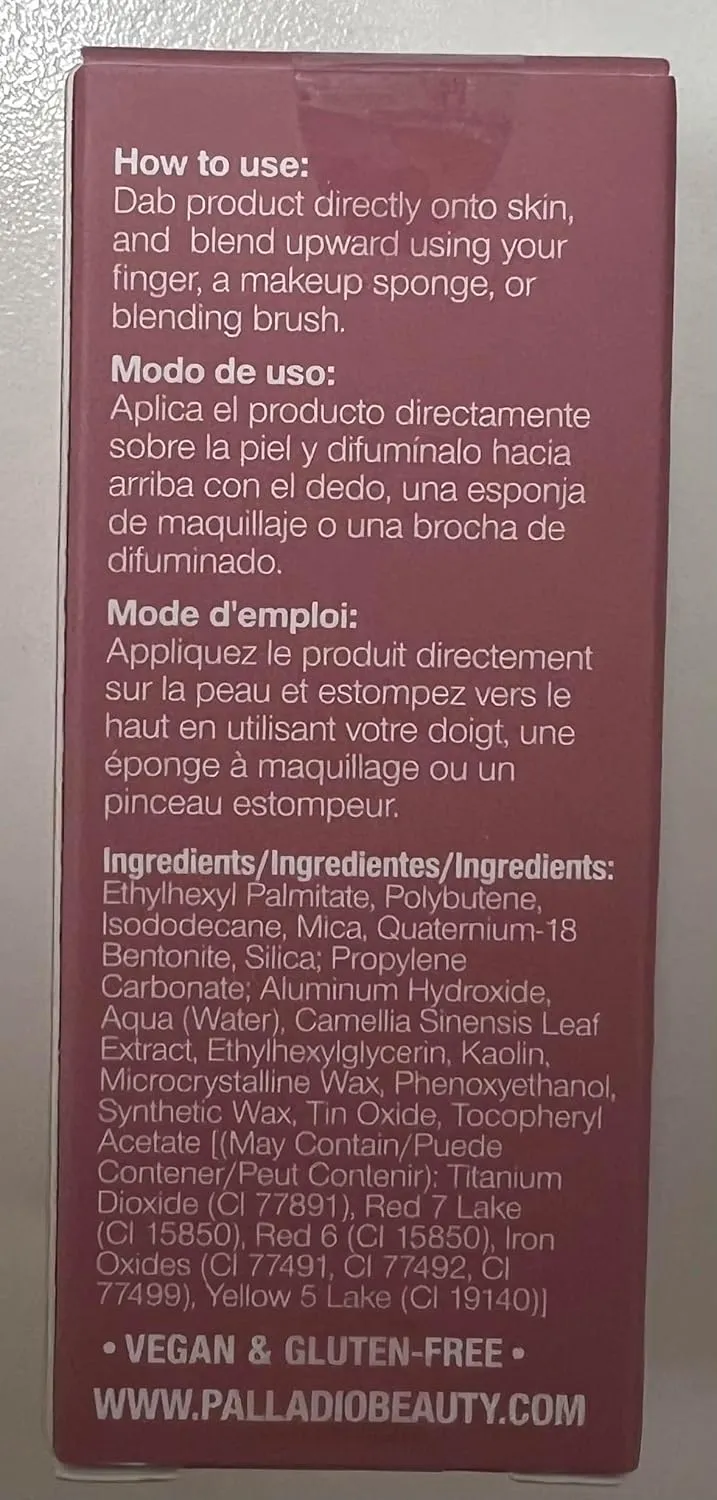 How to use:
Dab product directly onto skin,
and  blend upward using your
finger, a makeup sponge, or
blending brush.
Modo de uso:
Aplica el producto directamente
sobre la piel y difumínalo hacia
arriba con el dedo, una esponja
de maquillaje o una brocha de
difuminado.
Mode d'emploi:
Appliquez le produit directement
sur la peau et estompez vers le
haut en utilisant votre doigt, une
éponge à maquillage ou un
pinceau estompeur.
Ingredients/Ingredientes/Ingredients:
Ethylhexyl Palmitate, Polybutene,
Isododecane, Mica, Quaternium-18
Bentonite, Silica; Propylene
Carbonate; Aluminum Hydroxide,
Aqua (Water), Camellia Sinensis Leaf
Extract, Ethylhexylglycerin, Kaolin,
Microcrystalline Wax, Phenoxyethanol,
Synthetic Wax, Tin Oxide, Tocopheryl
Acetate [(May Contain/Puede
Contener/Peut Contenir): Titanium
Dioxide (CI 77891), Red 7 Lake
(CI 15850), Red 6 (CI 15850), Iron
Oxides (CI 77491, CI 77492, CI
77499), Yellow 5 Lake (CI 19140)]
• VEGAN & GLUTEN-FREE •
WWW.PALLADIOBEAUTY.COM